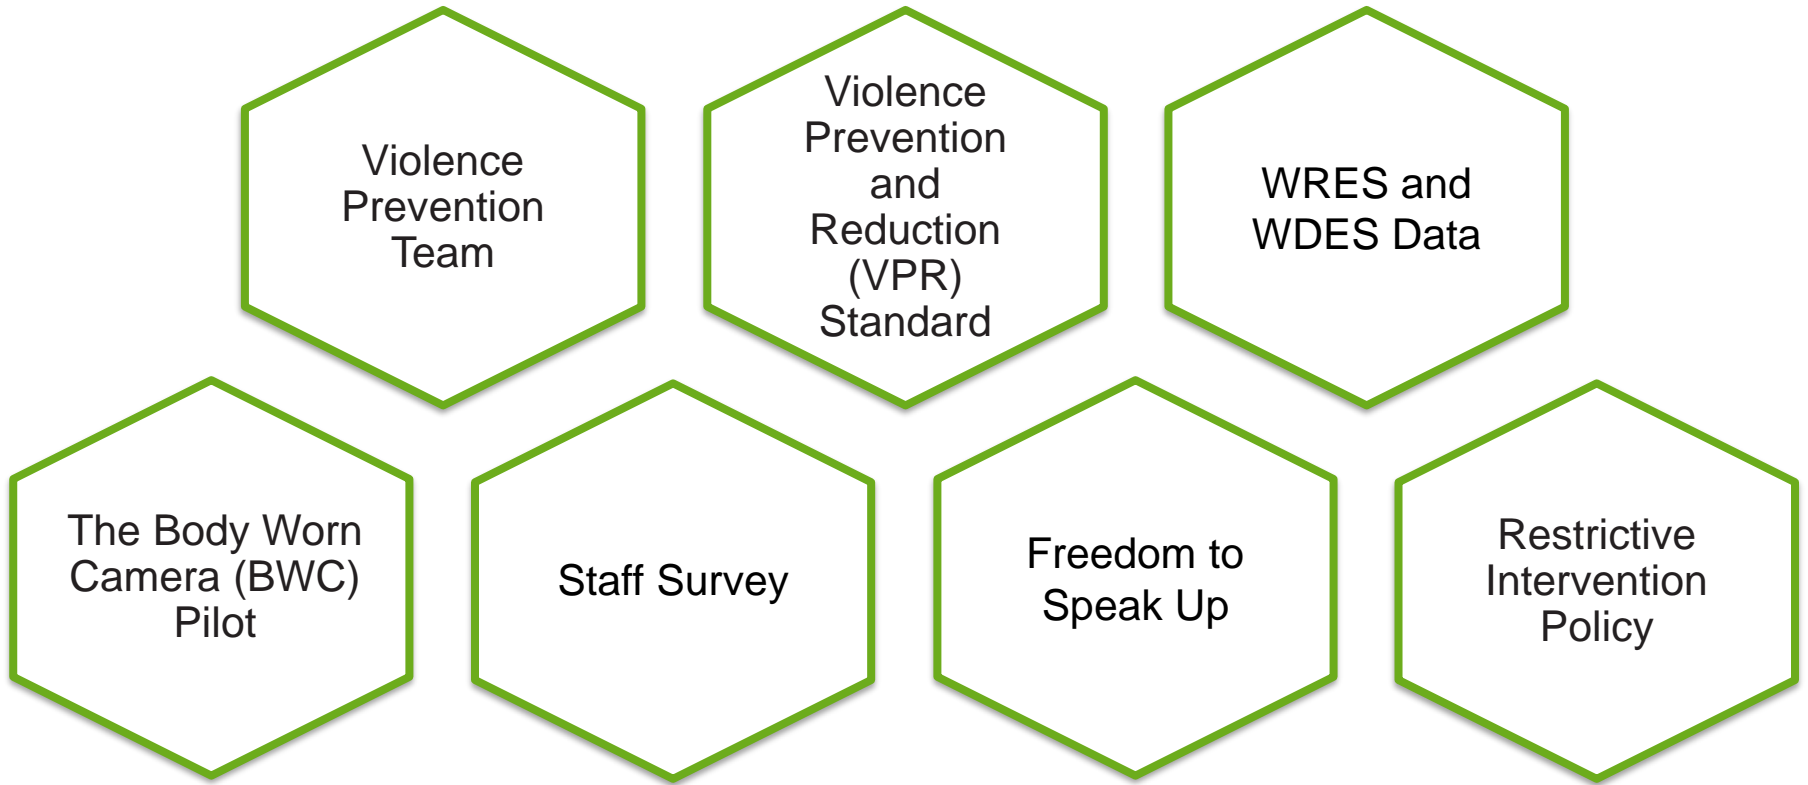 Violence
Prevention
Team
Violence
Prevention
and
Reduction
(VPR)
Standard
WRES and
WDES Data
The Body Worn
Camera (BWC)
Pilot
Staff Survey
Freedom to
Speak Up
Restrictive
Intervention
Policy